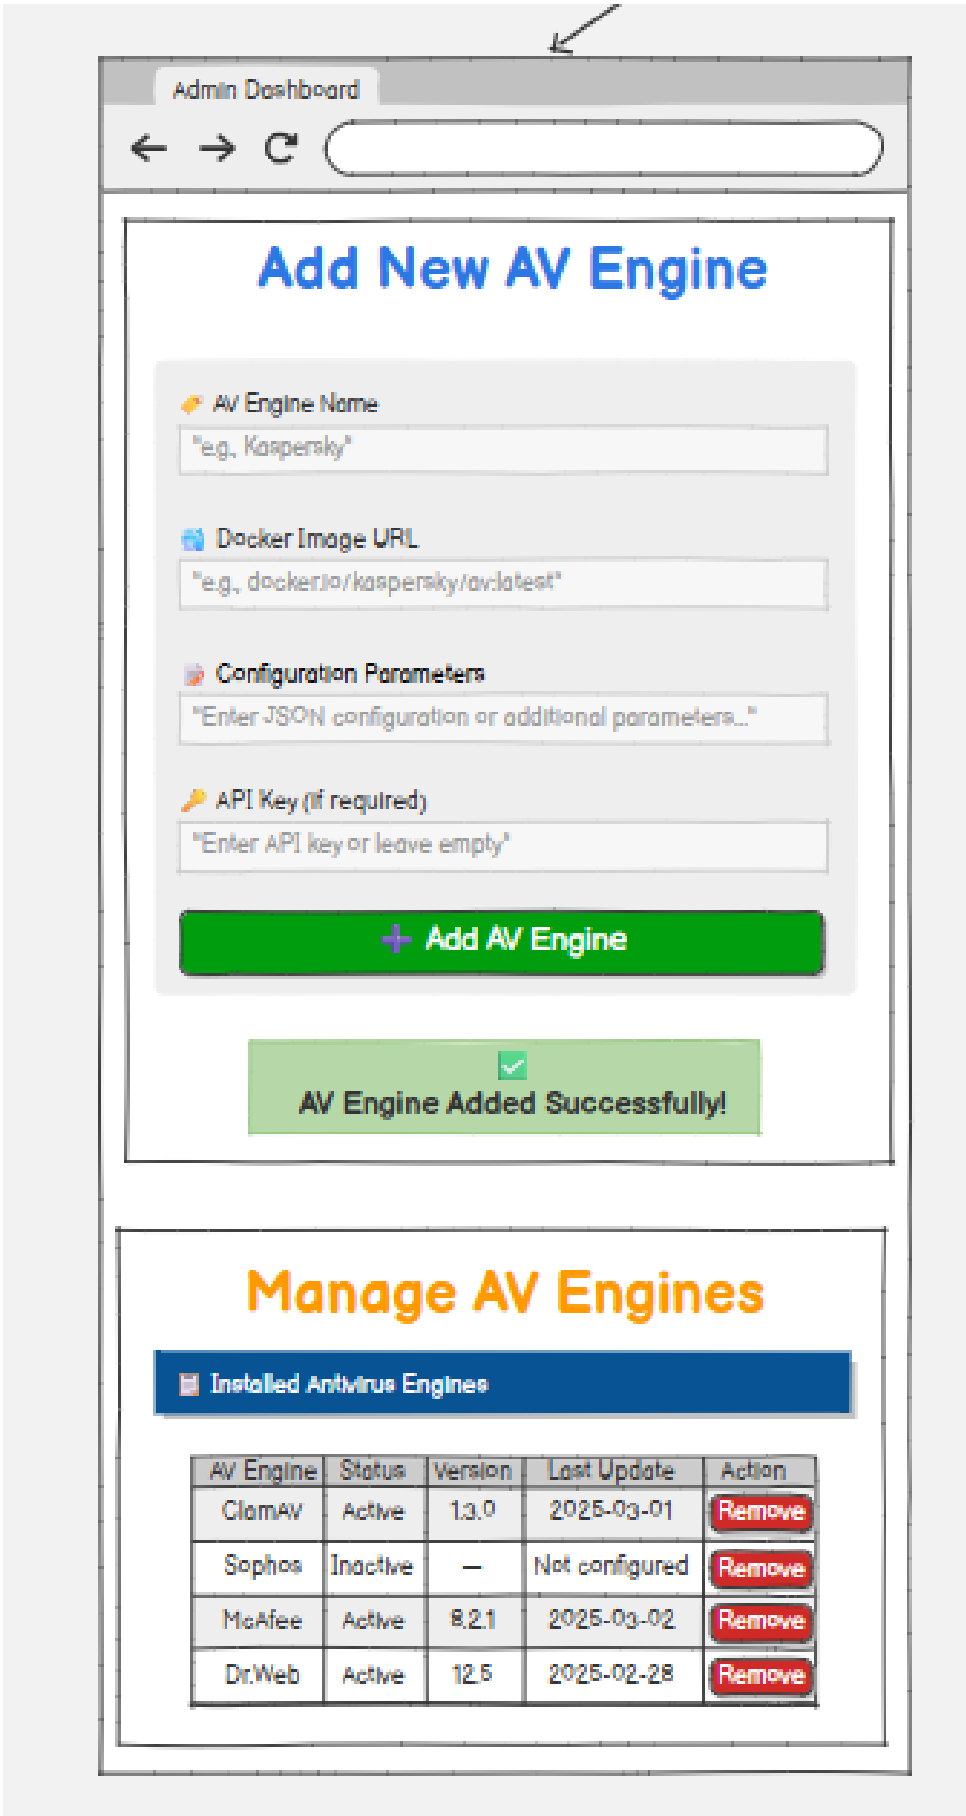 Admin Dashboard
Add New AV Engine
AV Engine Name
"e.g., Kaspersky"
Docker Image URL
"e.g., docker.io/kaspersky/av:latest"
Configuration Parameters
"Enter JSON configuration or additional parameters..."
API Key (if required)
"Enter API key or leave empty"
Add AV Engine
AV Engine Added Successfully!
Manage AV Engines
Installed Antivirus Engines
AV Engine Status Version Last Update Action
ClamAV Active 1.3.0 2025-03-01 Remove
Sophos Inactive — Not configured Remove
McAfee Active 8.2.1 2025-03-02 Remove
Dr.Web Active 12.5 2025-02-28 Remove